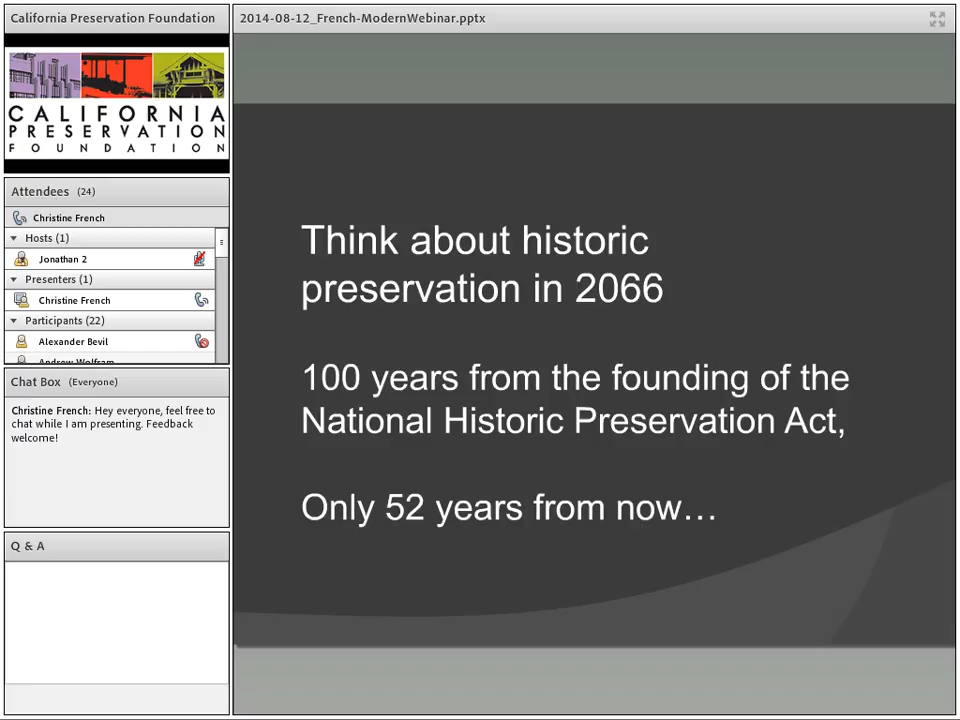 California Preservation Foundation
CALIFORNIA
PRESERVATION
FOUNDATION
Attendees (24)
Christine French
Hosts (1)
Jonathan 2
Presenters (1)
Christine French
Participants (22)
Alexander Bevil
Andrew Wolfram
Chat Box (Everyone)
Christine French: Hey everyone, feel free to
chat while I am presenting. Feedback
welcome!
Q & A
2014-08-12_French-ModernWebinar.pptx
Think about historic
preservation in 2066
100 years from the founding of the
National Historic Preservation Act,
Only 52 years from now…